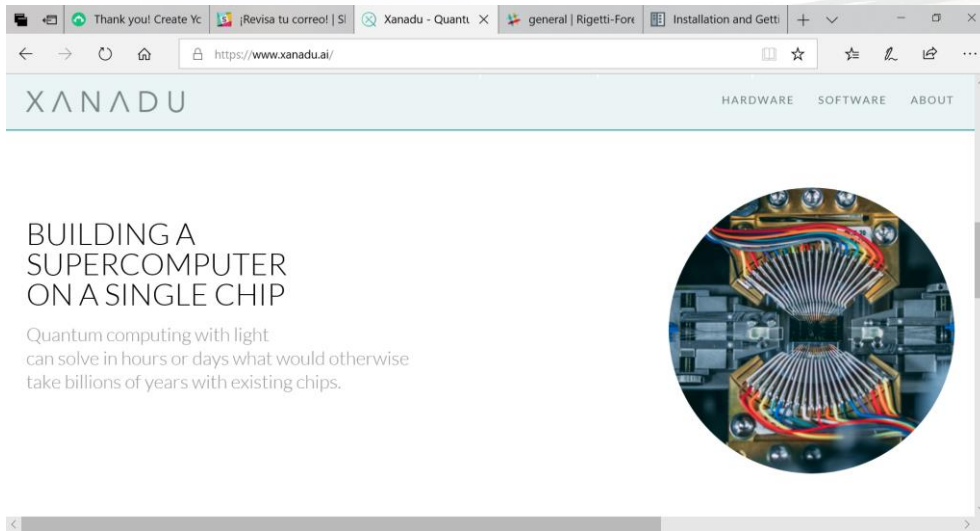 Thank you! Create Yc
¡Revisa tu correo! | Sl
Xanadu - Quantu
general | Rigetti-Fore
Installation and Getti
https://www.xanadu.ai/
XANADU
HARDWARE SOFTWARE ABOUT
BUILDING A
SUPERCOMPUTER
ON A SINGLE CHIP
Quantum computing with light
can solve in hours or days what would otherwise
take billions of years with existing chips.